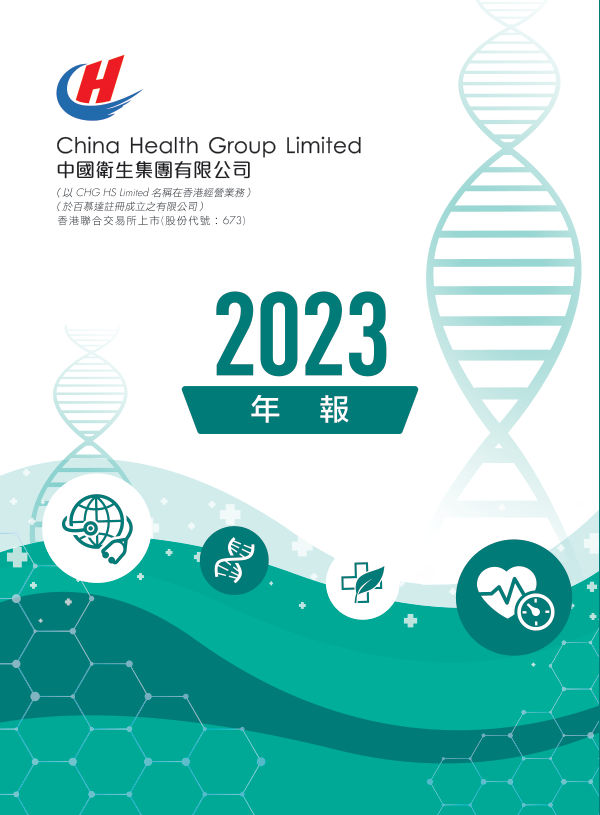 China Health Group Limited
中國衛生集團有限公司
（以 CHG HS Limited 名稱在香港經營業務）
（於百慕達註冊成立之有限公司）
香港聯合交易所上市(股份代號：673)
2023
年報